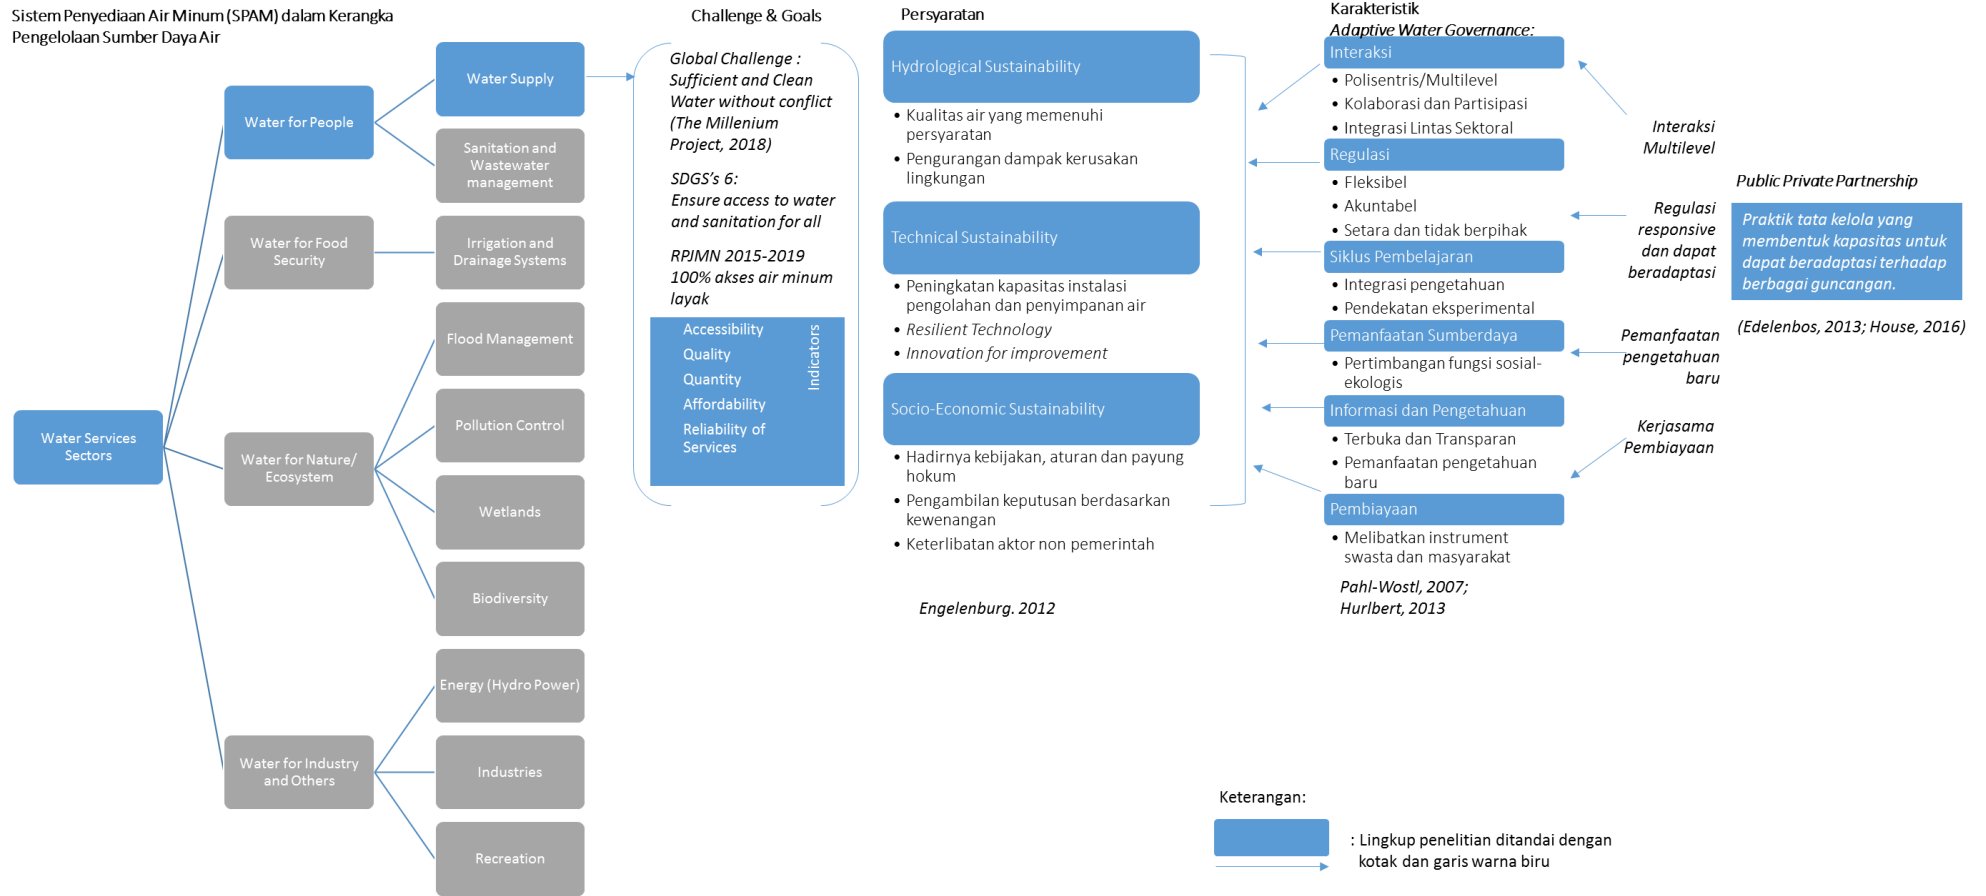 Sistem Penyediaan Air Minum (SPAM) dalam Kerangka
Pengelolaan Sumber Daya Air
Water Services
Sectors
Water for People
Water for Food
Security
Water for Nature/
Ecosystem
Water for Industry
and Others
Water Supply
Sanitation and
Wastewater
management
Irrigation and
Drainage Systems
Flood Management
Pollution Control
Wetlands
Biodiversity
Energy (Hydro Power)
Industries
Recreation
Challenge & Goals
Global Challenge :
Sufficient and Clean
Water without conflict
(The Millenium
Project, 2018)
SDGS's 6:
Ensure access to water
and sanitation for all
RPJMN 2015-2019
100% akses air minum
layak
Accessibility
Quality
Quantity
Affordability
Reliability of
Services
Indicators
Persyaratan
Hydrological Sustainability
• Kualitas air yang memenuhi
persyaratan
• Pengurangan dampak kerusakan
lingkungan
Technical Sustainability
• Peningkatan kapasitas instalasi
pengolahan dan penyimpanan air
• Resilient Technology
• Innovation for improvement
Socio-Economic Sustainability
• Hadirnya kebijakan, aturan dan payung
hokum
• Pengambilan keputusan berdasarkan
kewenangan
• Keterlibatan aktor non pemerintah
Engelenburg. 2012
Karakteristik
Adaptive Water Governance:
Interaksi
• Polisentris/Multilevel
• Kolaborasi dan Partisipasi
• Integrasi Lintas Sektoral
Regulasi
• Fleksibel
• Akuntabel
• Setara dan tidak berpihak
Siklus Pembelajaran
• Integrasi pengetahuan
• Pendekatan eksperimental
Pemanfaatan Sumberdaya
• Pertimbangan fungsi sosial-
ekologis
Informasi dan Pengetahuan
• Terbuka dan Transparan
• Pemanfaatan pengetahuan
baru
Pembiayaan
• Melibatkan instrument
swasta dan masyarakat
Pahl-Wostl, 2007;
Hurlbert, 2013
Interaksi
Multilevel
Regulasi
responsive
dan dapat
beradaptasi
Pemanfaatan
pengetahuan
baru
Kerjasama
Pembiayaan
Public Private Partnership
Praktik tata kelola yang
membentuk kapasitas untuk
dapat beradaptasi terhadap
berbagai guncangan.
(Edelenbos, 2013; House, 2016)
Keterangan:
: Lingkup penelitian ditandai dengan
kotak dan garis warna biru